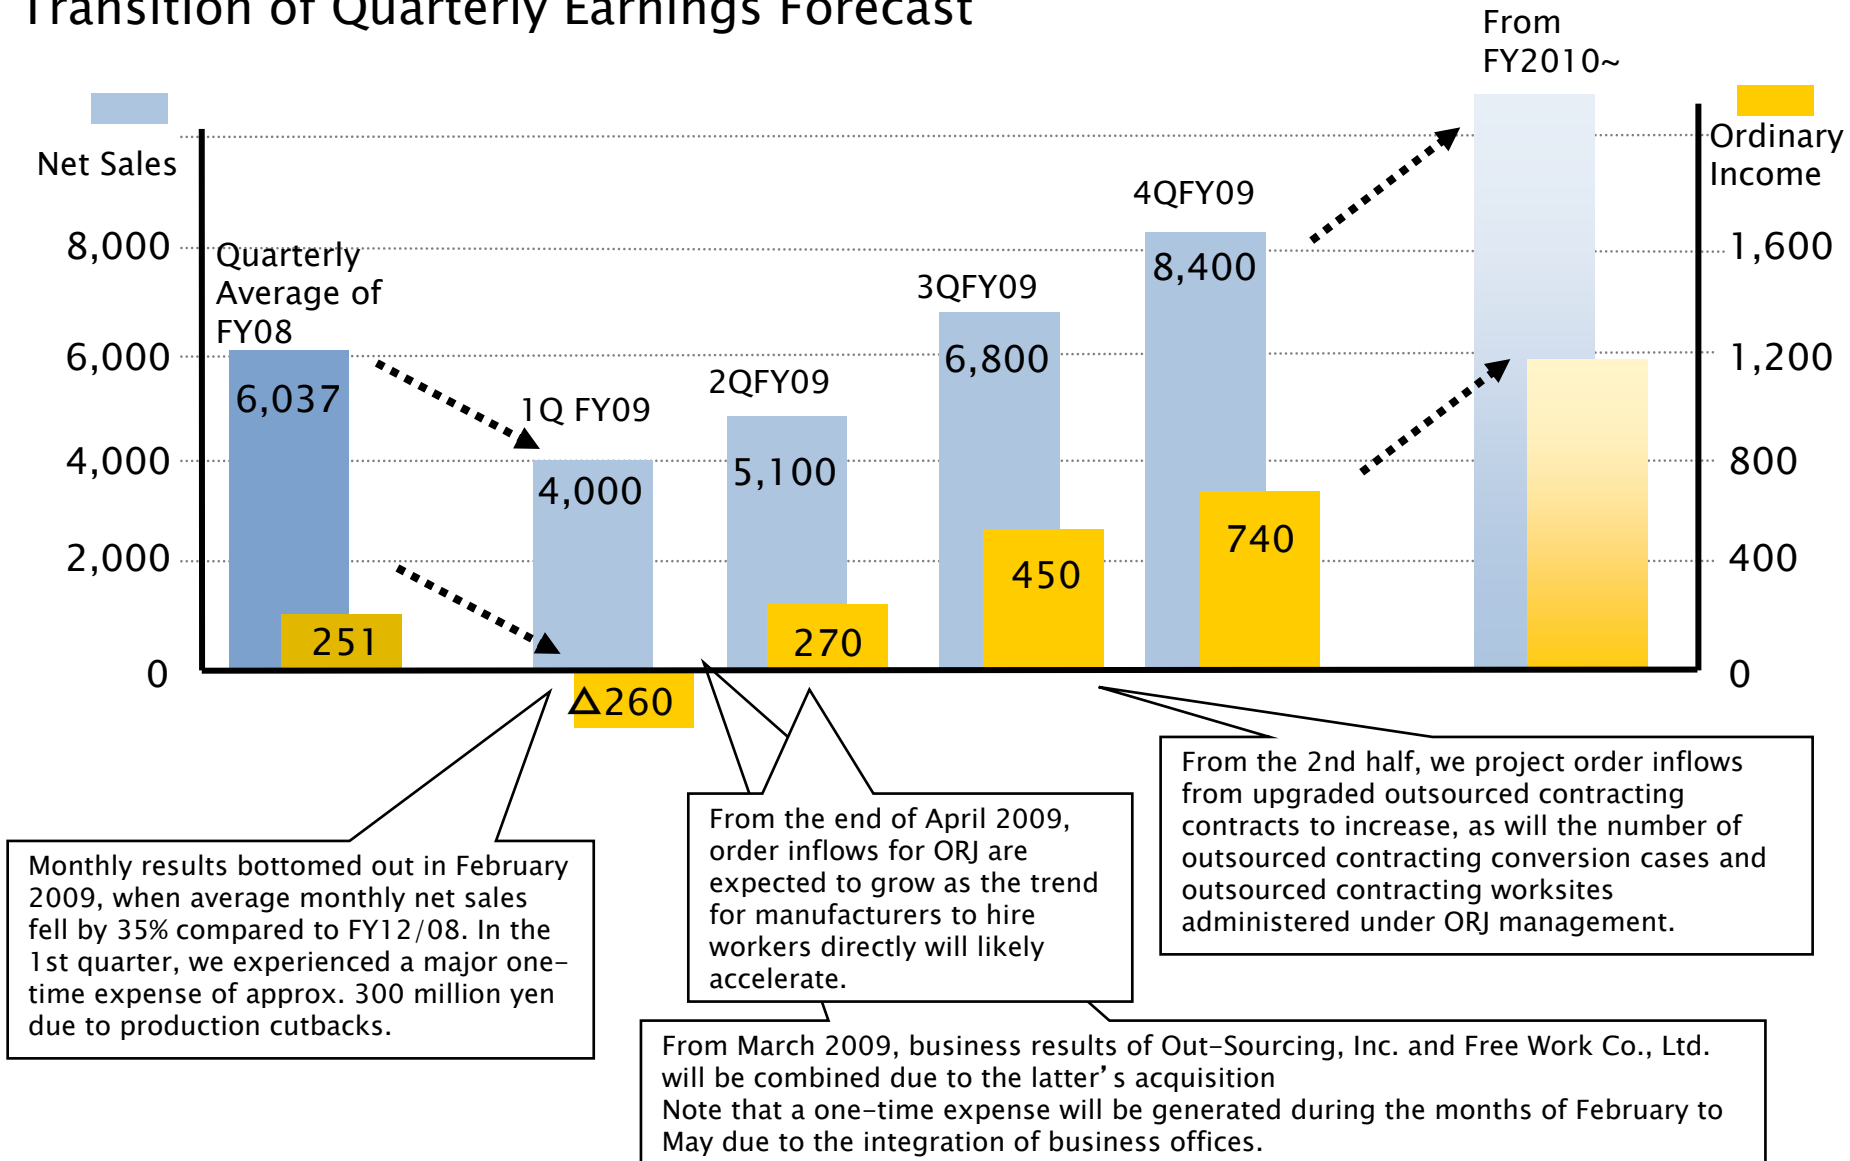 Transition of Quarterly Earnings Forecast
From
FY2010~
Net Sales
Ordinary
Income
8,000
6,000
4,000
2,000
0
1,600
1,200
800
400
0
Quarterly
Average of
FY08
6,037
251
1Q FY09
4,000
△260
2QFY09
5,100
270
3QFY09
6,800
450
4QFY09
8,400
740
Monthly results bottomed out in February
2009, when average monthly net sales
fell by 35% compared to FY12/08. In the
1st quarter, we experienced a major one-
time expense of approx. 300 million yen
due to production cutbacks.
From the end of April 2009,
order inflows for ORJ are
expected to grow as the trend
for manufacturers to hire
workers directly will likely
accelerate.
From the 2nd half, we project order inflows
from upgraded outsourced contracting
contracts to increase, as will the number of
outsourced contracting conversion cases and
outsourced contracting worksites
administered under ORJ management.
From March 2009, business results of Out-Sourcing, Inc. and Free Work Co., Ltd.
will be combined due to the latter’s acquisition
Note that a one-time expense will be generated during the months of February to
May due to the integration of business offices.